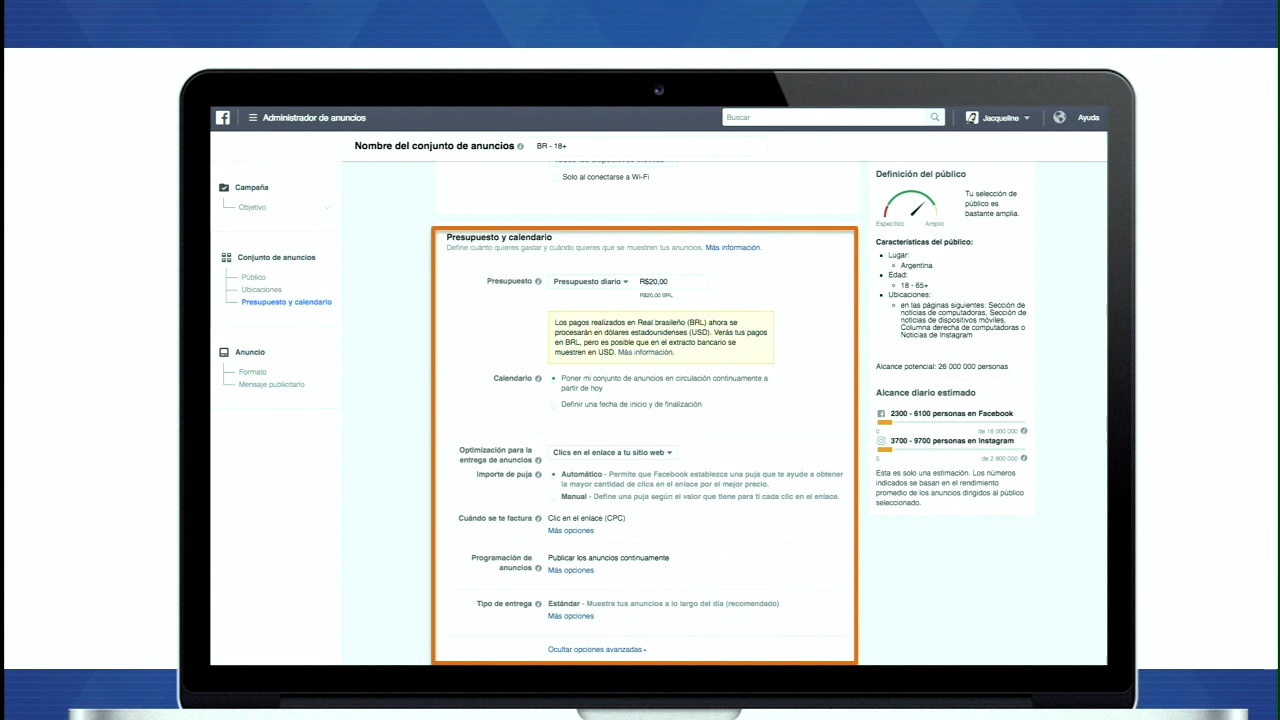 Administrador de anuncios
Buscar
Jacqueline
Ayuda
Nombre del conjunto de anuncios
BR - 18+
Campaña
Objetivo
Conjunto de anuncios
Público
Ubicaciones
Presupuesto y calendario
Anuncio
Formato
Mensaje publicitario
Todos los dispositivos móviles
Solo al conectarse a Wi-Fi
Presupuesto y calendario
Define cuánto quieres gastar y cuándo quieres que se muestren tus anuncios. Más información.
Presupuesto
Presupuesto diario
R$20,00
R$20,00 BRL
Los pagos realizados en Real brasileño (BRL) ahora se
procesarán en dólares estadounidenses (USD). Verás tus pagos
en BRL, pero es posible que en el extracto bancario se
muestren en USD. Más información.
Calendario
Poner mi conjunto de anuncios en circulación continuamente a
partir de hoy
Definir una fecha de inicio y de finalización
Optimización para la
entrega de anuncios
Clics en el enlace a tu sitio web
Importe de puja
Automático - Permite que Facebook establezca una puja que te ayude a obtener
la mayor cantidad de clics en el enlace por el mejor precio.
Manual - Define una puja según el valor que tiene para ti cada clic en el enlace.
Cuándo se te factura
Clic en el enlace (CPC)
Más opciones
Programación de
anuncios
Publicar los anuncios continuamente
Más opciones
Tipo de entrega
Estándar - Muestra tus anuncios a lo largo del día (recomendado)
Más opciones
Ocultar opciones avanzadas
Definición del público
Específico
Amplio
Tu selección de
público es
bastante amplia.
Características del público:
Lugar:
Argentina
Edad:
18 - 65+
Ubicaciones:
en las páginas siguientes: Sección de
noticias de computadoras, Sección de
noticias de dispositivos móviles,
Columna derecha de computadoras o
Noticias de Instagram
Alcance potencial: 26 000 000 personas
Alcance diario estimado
2300 - 6100 personas en Facebook
0
de 16 000 000
3700 - 9700 personas en Instagram
0
de 2 800 000
Esta es solo una estimación. Los números
indicados se basan en el rendimiento
promedio de los anuncios dirigidos al público
seleccionado.